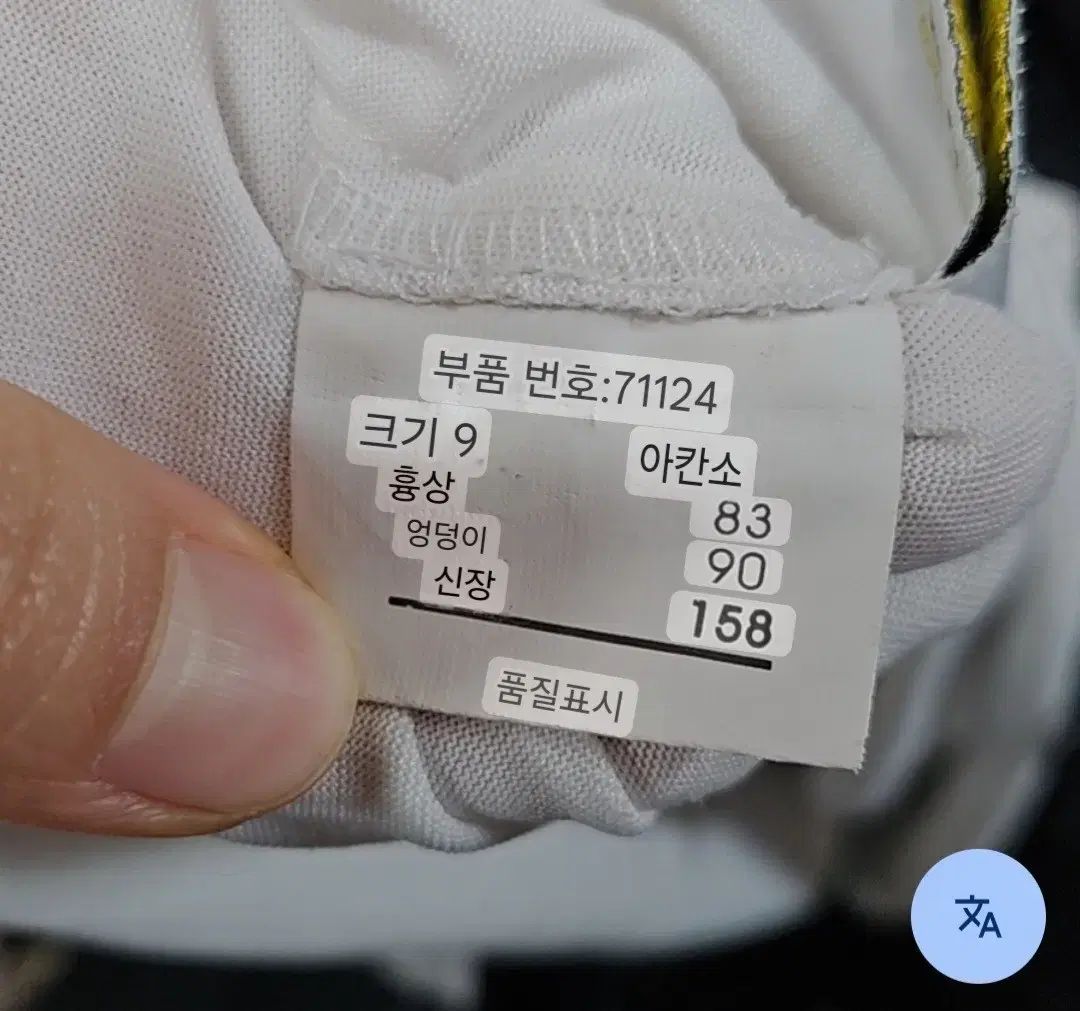 부품 번호:71124
크기 9 아칸소
흉상 83
엉덩이 90
신장 158
품질표시